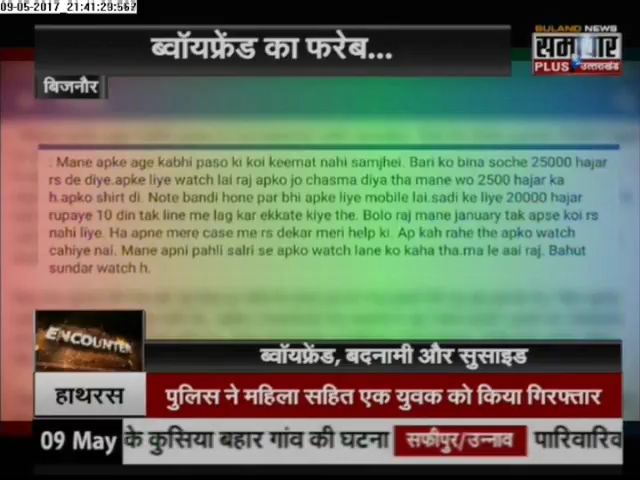 09-05-2017_21:41:29:567
ब्वॉयफ्रेंड का फरेब...
BULAND NEWS
समाचार
PLUS उत्तराखंड
बिजनौर
: Mane apke age kabhi paso ki koi keemat nahi samjhei. Bari ko bina soche 25000 hajar
rs de diye.apke liye watch lai raj apko jo chasma diya tha mane wo 2500 hajar ka
h.apko shirt di. Note bandi hone par bhi apke liye mobile lai.sadi ke liye 20000 hajar
rupaye 10 din tak line me lag kar ekkate kiye the. Bolo raj mane january tak apse koi rs
nahi liye. Ha apne mere case me rs dekar meri help ki. Ap kah rahe the apko watch
cahiye nai. Mane apni pahli salri se apko watch lane ko kaha tha.ma le aai raj. Bahut
sundar watch h.
ENCOUNTER
ब्वॉयफ्रेंड, बदनामी और सुसाइड
हाथरस पुलिस ने महिला सहित एक युवक को किया गिरफ्तार
09 May के कुसिया बहार गांव की घटना सफीपुर/उन्नाव पारिवारिक